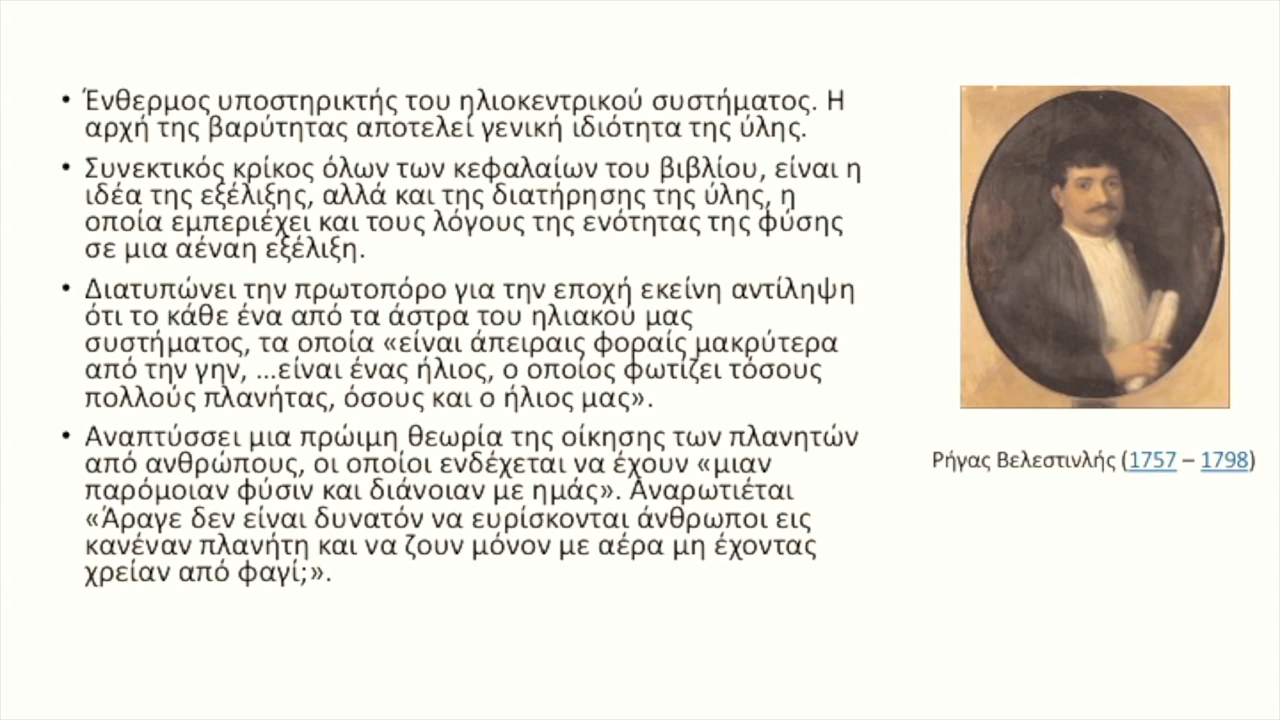 • Ένθερμος υποστηρικτής του ηλιοκεντρικού συστήματος. Η
αρχή της βαρύτητας αποτελεί γενική ιδιότητα της ύλης.
• Συνεκτικός κρίκος όλων των κεφαλαίων του βιβλίου, είναι η
ιδέα της εξέλιξης, αλλά και της διατήρησης της ύλης, η
οποία εμπεριέχει και τους λόγους της ενότητας της φύσης
σε μια αέναη εξέλιξη.
• Διατυπώνει την πρωτοπόρο για την εποχή εκείνη αντίληψη
ότι το κάθε ένα από τα άστρα του ηλιακού μας
συστήματος, τα οποία «είναι άπειραις φοραίς μακρύτερα
από την γην, ...είναι ένας ήλιος, ο οποίος φωτίζει τόσους
πολλούς πλανήτας, όσους και ο ήλιος μας».
• Αναπτύσσει μια πρώιμη θεωρία της οίκησης των πλανητών
από ανθρώπους, οι οποίοι ενδέχεται να έχουν «μιαν
παρόμοιαν φύσιν και διάνοιαν με ημάς». Αναρωτιέται
«Άραγε δεν είναι δυνατόν να ευρίσκονται άνθρωποι εις
κανέναν πλανήτη και να ζουν μόνον με αέρα μη έχοντας
χρείαν από φαγί;».
Ρήγας Βελεστινλής (1757 – 1798)